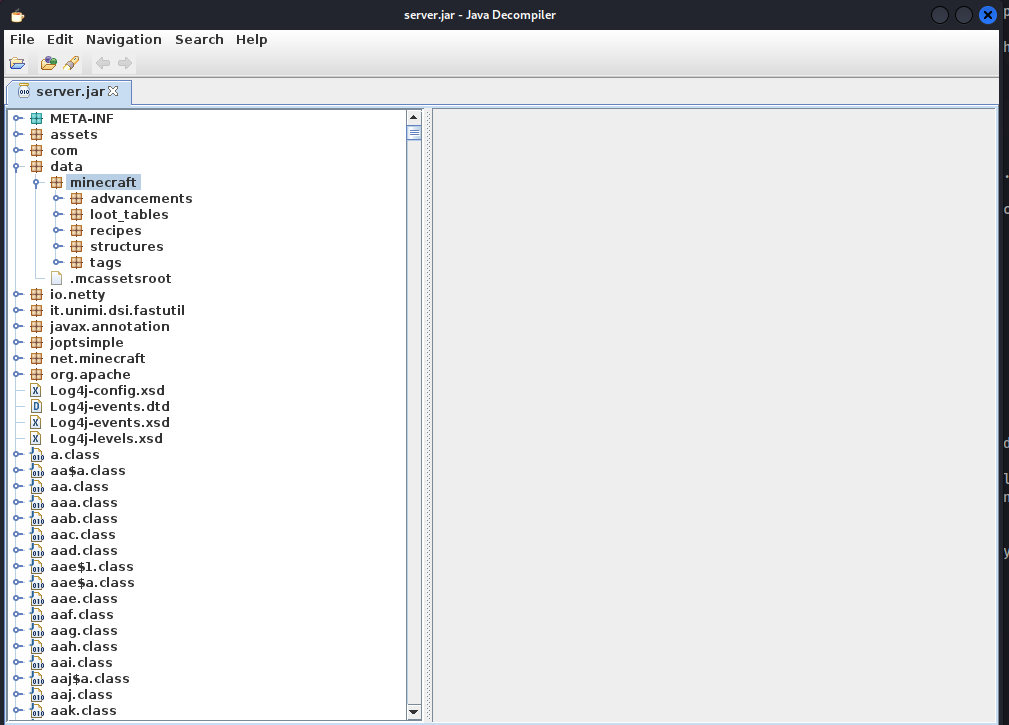 server.jar - Java Decompiler
File Edit Navigation Search Help
server.jar
META-INF
assets
com
data
minecraft
advancements
loot_tables
recipes
structures
tags
.mcassetsroot
io.netty
it.unimi.dsi.fastutil
javax.annotation
joptsimple
net.minecraft
org.apache
Log4j-config.xsd
Log4j-events.dtd
Log4j-events.xsd
Log4j-levels.xsd
a.class
aa$a.class
aa.class
aaa.class
aab.class
aac.class
aad.class
aae$1.class
aae$a.class
aae.class
aaf.class
aag.class
aah.class
aai.class
aaj$a.class
aaj.class
aak.class